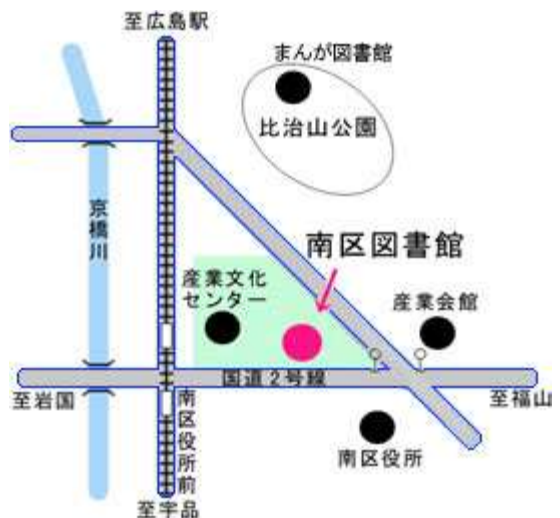 至広島駅
まんが図書館
比治山公園
京橋川
南区図書館
産業文化
センター
産業会館
国道2号線
至岩国
至福山
南区役所前
南区役所
至宇品